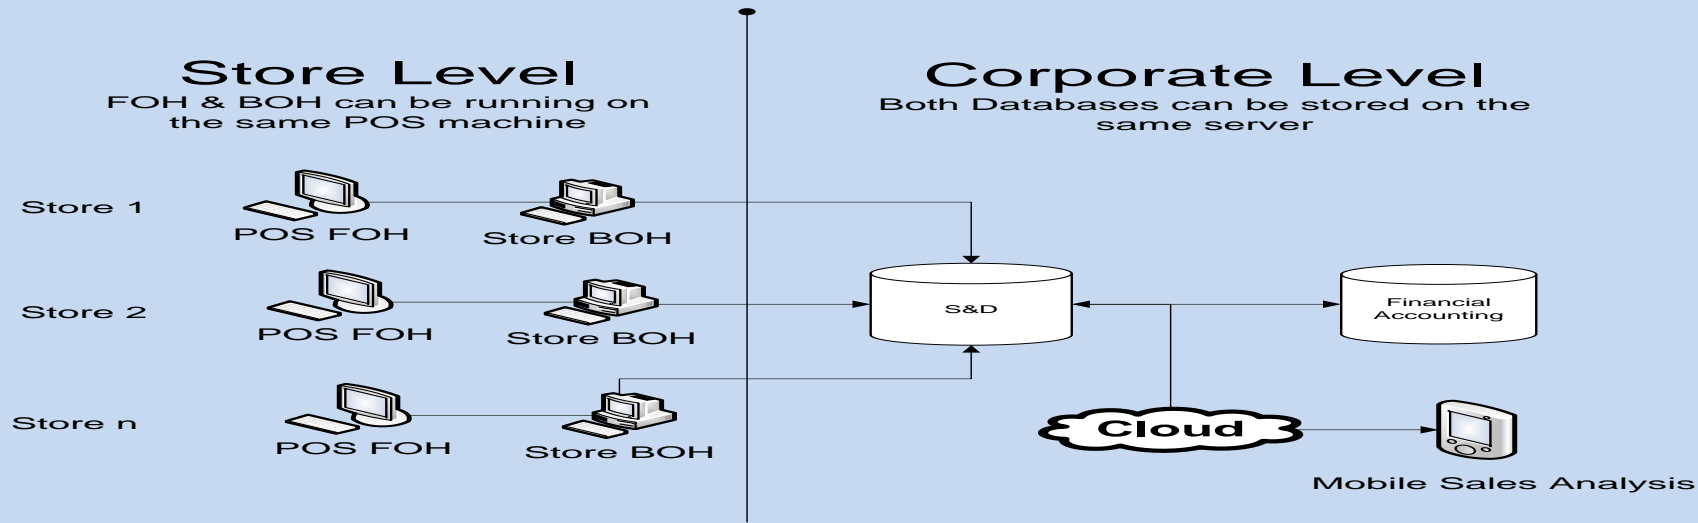 Store Level
FOH & BOH can be running on
the same POS machine
Corporate Level
Both Databases can be stored on the
same server
Store 1
POS FOH
Store BOH
Store 2
POS FOH
Store BOH
S&D
Financial
Accounting
Store n
POS FOH
Store BOH
Cloud
Mobile Sales Analysis